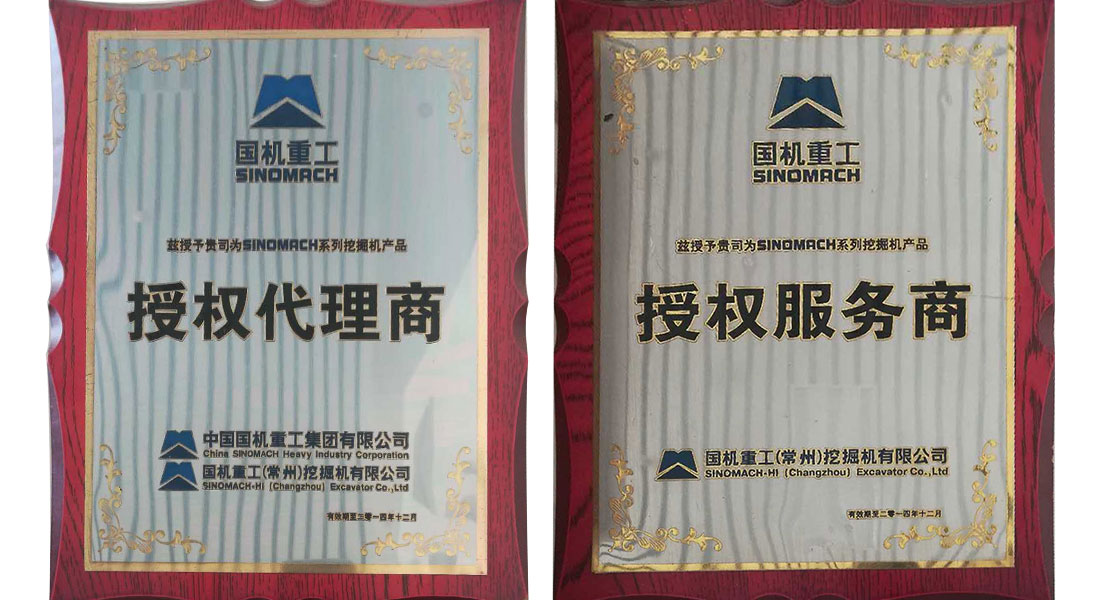 国机重工
SINOMACH
兹授予贵司为SINOMACH系列挖掘机产品
授权代理商
中国国机重工集团有限公司
China SINOMACH Heavy Industry Corporation
国机重工(常州)挖掘机有限公司
SINOMACH-HI (Changzhou) Excavator Co.,Ltd
有效期至二零一四年十二月
国机重工
SINOMACH
兹授予贵司为SINOMACH系列挖掘机产品
授权服务商
国机重工(常州)挖掘机有限公司
SINOMACH-HI (Changzhou) Excavator Co.,Ltd
有效期至二零一四年十二月